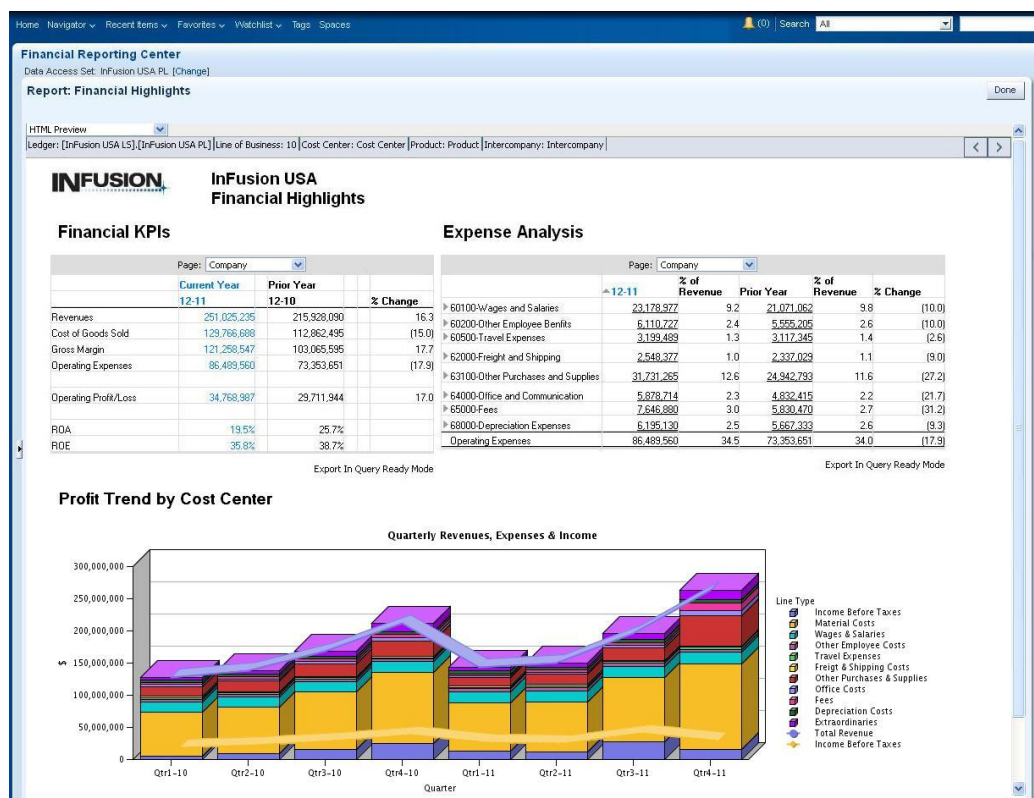 Home Navigator Recent Items Favorites Watchlist Tags Spaces (0) Search All
Financial Reporting Center
Data Access Set: InFusion USA PL [Change]
Report: Financial Highlights Done
HTML Preview
Ledger: [InFusion USA LS].[InFusion USA PL] Line of Business: 10 Cost Center: Cost Center Product: Product Intercompany: Intercompany
INFUSION
InFusion USA
Financial Highlights
Financial KPIs
Page: Company
Current Year Prior Year
12-11 12-10 % Change
Revenues 251,025,235 215,928,090 16.3
Cost of Goods Sold 129,766,688 112,862,495 (15.0)
Gross Margin 121,258,547 103,065,595 17.7
Operating Expenses 86,489,560 73,353,651 (17.9)
Operating Profit/Loss 34,768,987 29,711,944 17.0
ROA 19.5% 25.7%
ROE 35.8% 38.7%
Export In Query Ready Mode
Expense Analysis
Page: Company
12-11 % of Revenue Prior Year % of Revenue % Change
60100-Wages and Salaries 23,178,977 9.2 21,071,062 9.8 (10.0)
60200-Other Employee Benfits 6,110,727 2.4 5,555,205 2.6 (10.0)
60500-Travel Expenses 3,199,489 1.3 3,117,345 1.4 (2.6)
62000-Freight and Shipping 2,548,377 1.0 2,337,029 1.1 (9.0)
63100-Other Purchases and Supplies 31,731,265 12.6 24,942,793 11.6 (27.2)
64000-Office and Communication 5,878,714 2.3 4,832,415 2.2 (21.7)
65000-Fees 7,646,880 3.0 5,830,470 2.7 (31.2)
68000-Depreciation Expenses 6,195,130 2.5 5,667,333 2.6 (9.3)
Operating Expenses 86,489,560 34.5 73,353,651 34.0 (17.9)
Export In Query Ready Mode
Profit Trend by Cost Center
Quarterly Revenues, Expenses & Income
300,000,000
250,000,000
200,000,000
150,000,000
100,000,000
50,000,000
0
$
Qtr1-10 Qtr2-10 Qtr3-10 Qtr4-10 Qtr1-11 Qtr2-11 Qtr3-11 Qtr4-11
Quarter
Line Type
Income Before Taxes
Material Costs
Wages & Salaries
Other Employee Costs
Travel Expenses
Freigt & Shipping Costs
Other Purchases & Supplies
Office Costs
Fees
Depreciation Costs
Extraordinaries
Total Revenue
Income Before Taxes